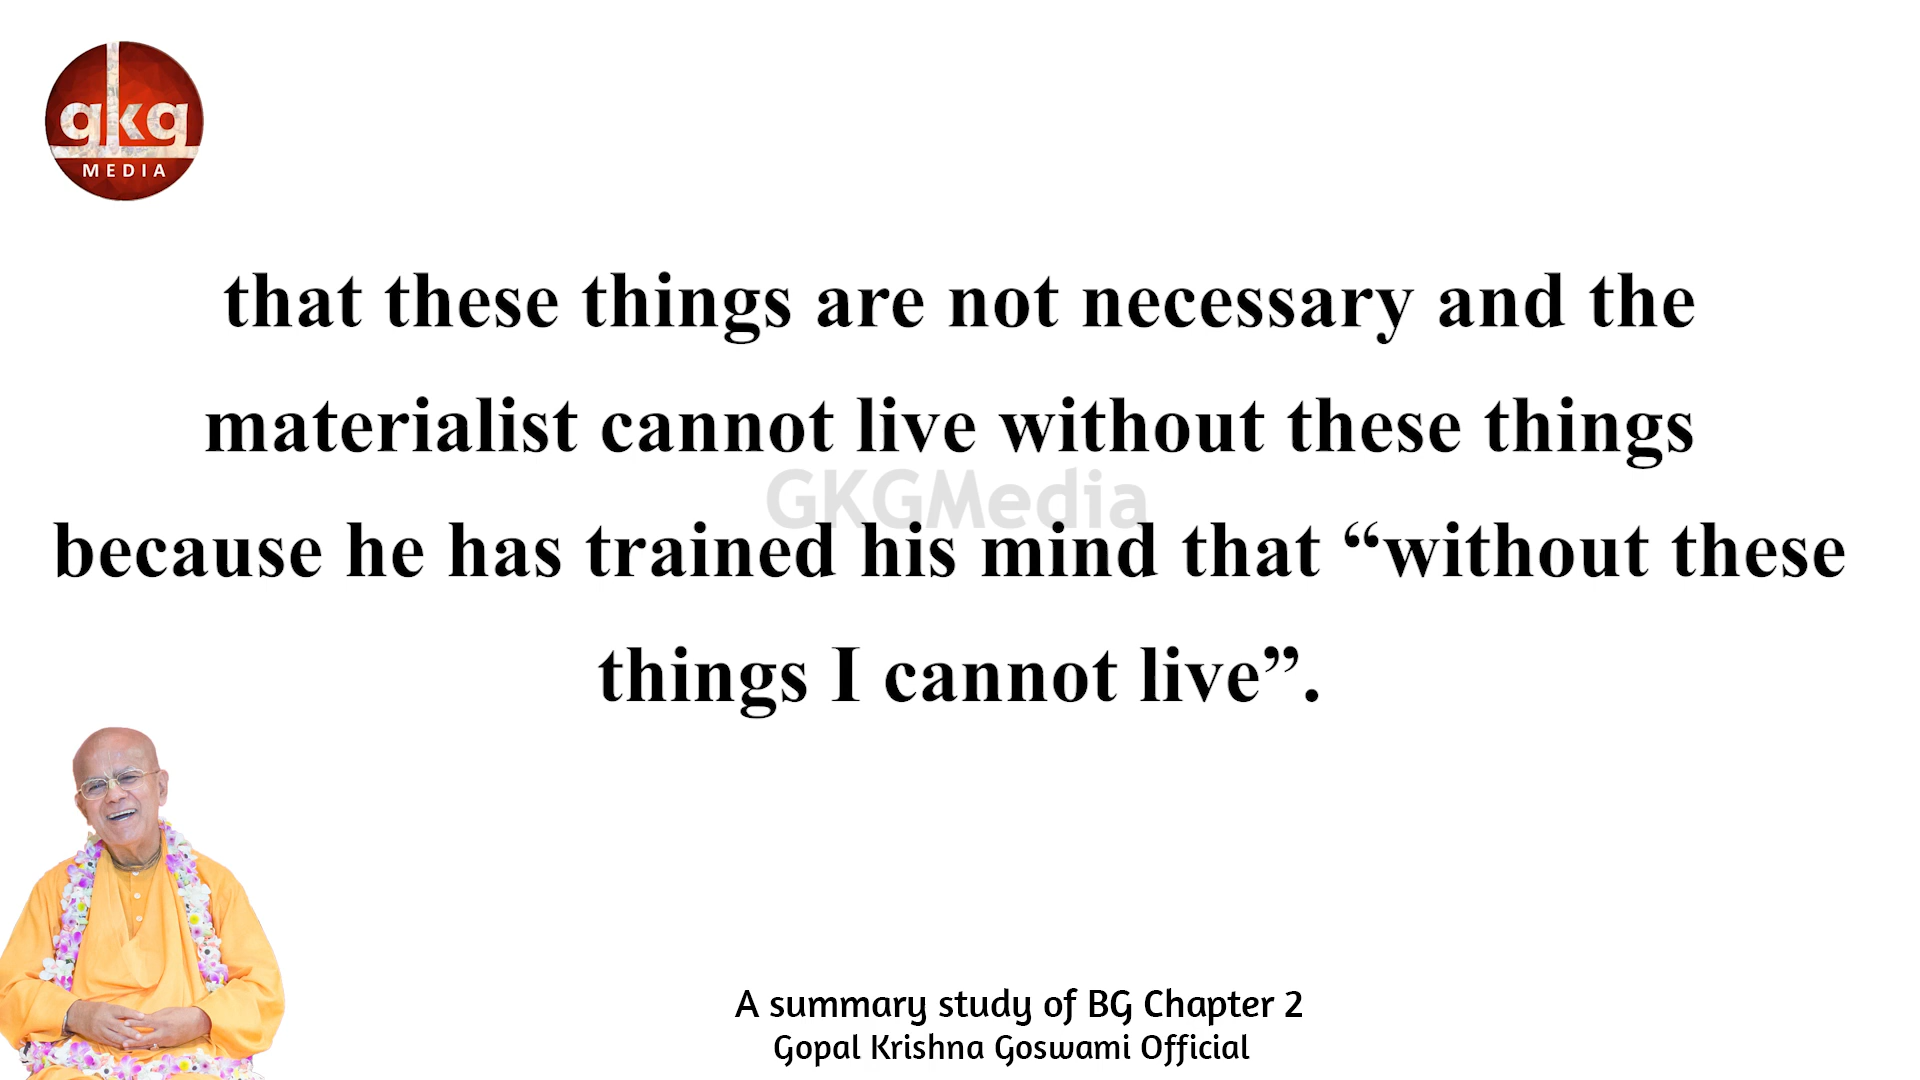 gkg
MEDIA
that these things are not necessary and the
materialist cannot live without these things
GKGMedia
because he has trained his mind that “without these
things I cannot live”.
A summary study of BG Chapter 2
Gopal Krishna Goswami Official